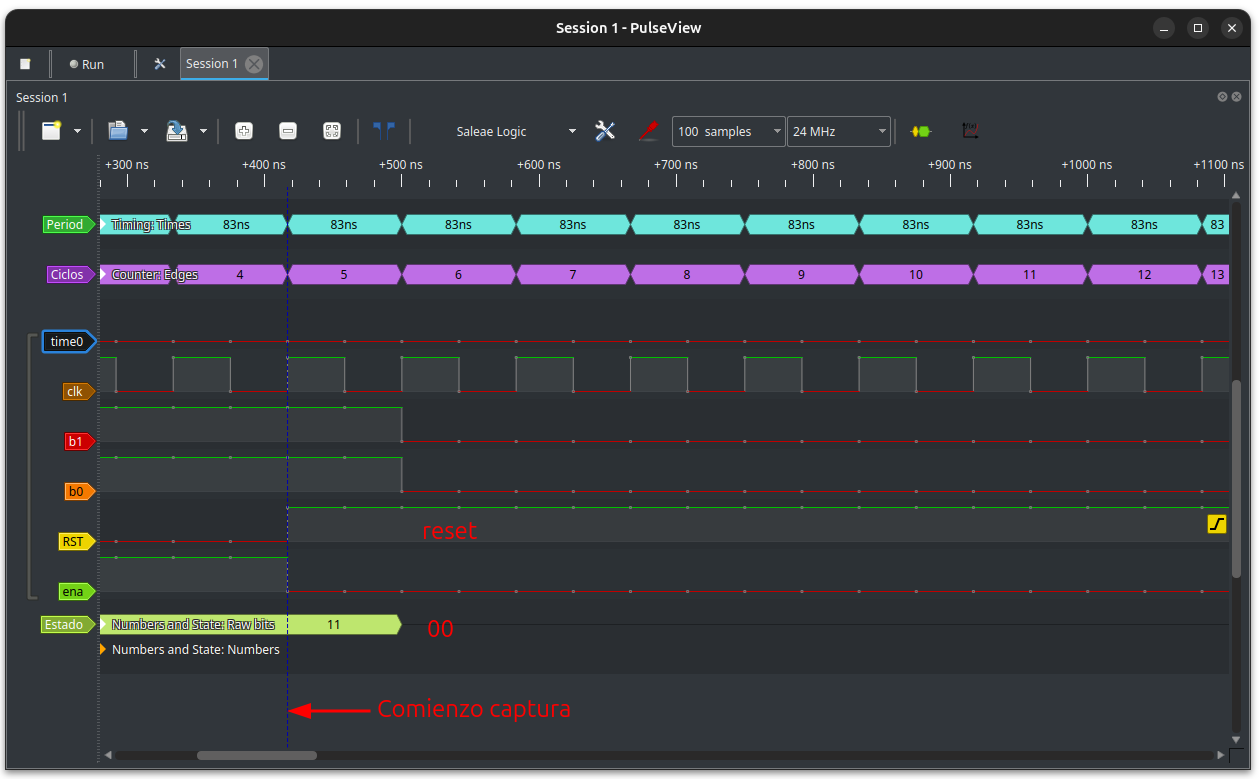 Session 1 - PulseView
Run
Session 1
Session 1
Saleae Logic
100 samples
24 MHz
f(x)
+300 ns +400 ns +500 ns +600 ns +700 ns +800 ns +900 ns +1000 ns +1100 ns
Period Timing: Times 83ns 83ns 83ns 83ns 83ns 83ns 83ns 83ns 83ns 83
Ciclos Counter: Edges 4 5 6 7 8 9 10 11 12 13
time0
clk
b1
b0
reset
RST
ena
Estado Numbers and State: Raw bits 11 00
Numbers and State: Numbers
Comienzo captura